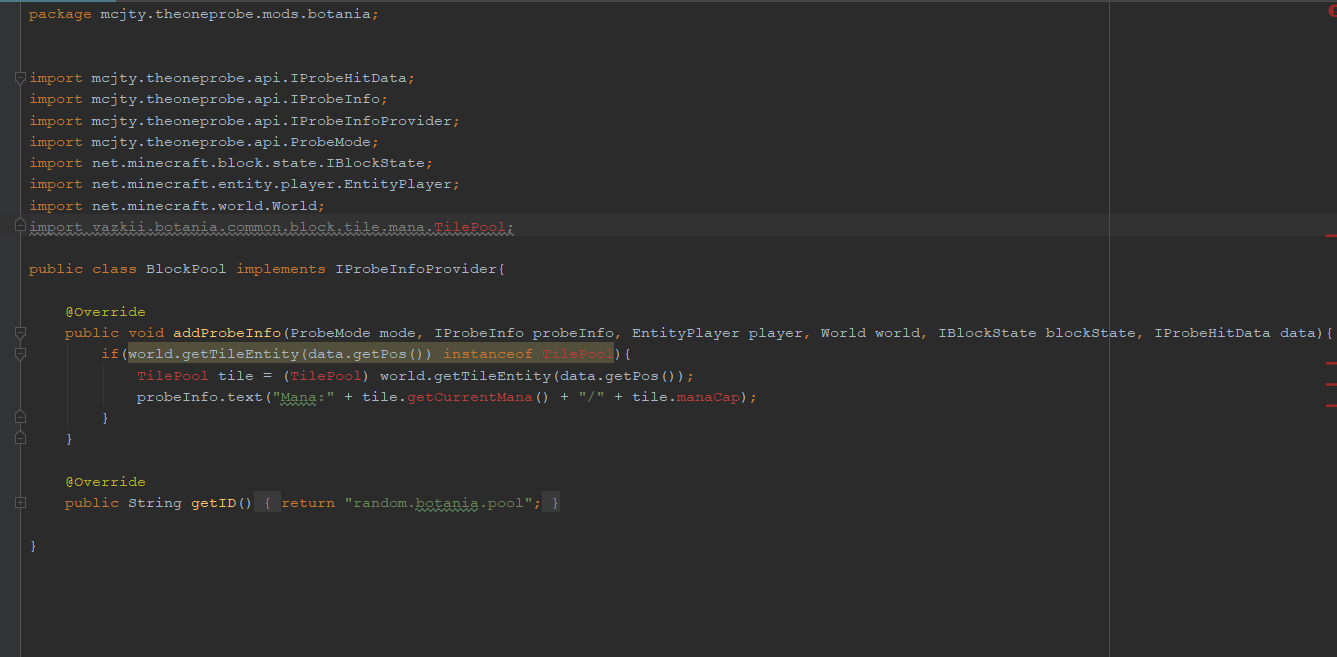 package mcjty.theoneprobe.mods.botania;
import mcjty.theoneprobe.api.IProbeHitData;
import mcjty.theoneprobe.api.IProbeInfo;
import mcjty.theoneprobe.api.IProbeInfoProvider;
import mcjty.theoneprobe.api.ProbeMode;
import net.minecraft.block.state.IBlockState;
import net.minecraft.entity.player.EntityPlayer;
import net.minecraft.world.World;
import vazkii.botania.common.block.tile.mana.TilePool;
public class BlockPool implements IProbeInfoProvider{
@Override
public void addProbeInfo(ProbeMode mode, IProbeInfo probeInfo, EntityPlayer player, World world, IBlockState blockState, IProbeHitData data){
if(world.getTileEntity(data.getPos()) instanceof TilePool){
TilePool tile = (TilePool) world.getTileEntity(data.getPos());
probeInfo.text("Mana:" + tile.getCurrentMana() + "/" + tile.manaCap);
}
}
@Override
public String getID() { return "random.botania.pool"; }
}